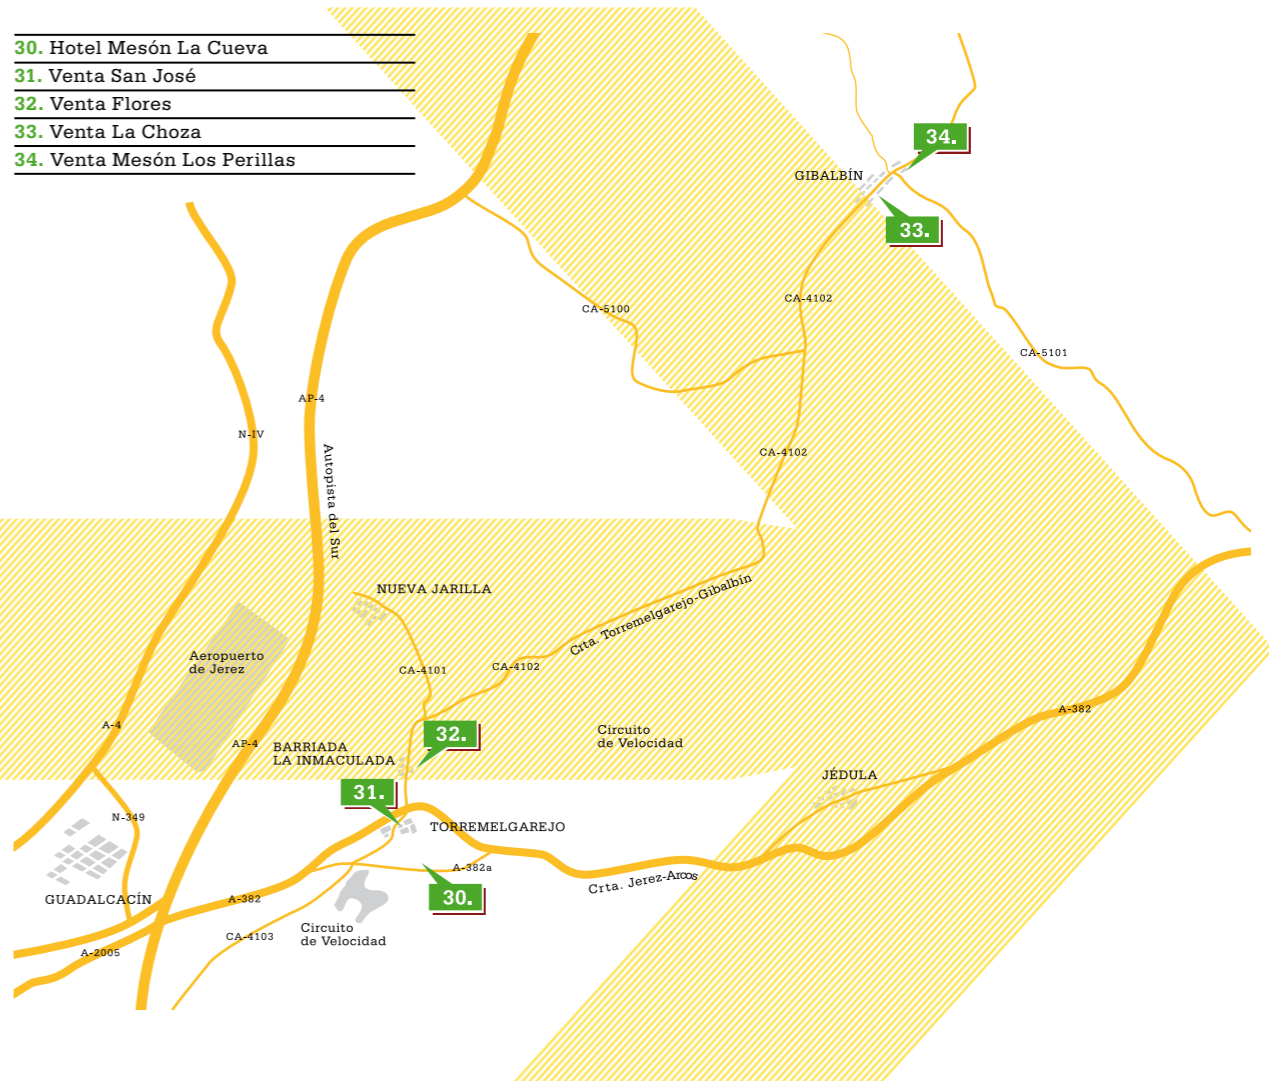 30. Hotel Mesón La Cueva
31. Venta San José
32. Venta Flores
33. Venta La Choza
34. Venta Mesón Los Perillas
34.
GIBALBÍN
33.
CA-4102
CA-5100
CA-5101
AP-4
N-IV
CA-4102
Autopista del Sur
NUEVA JARILLA
Crta. Torremelgarejo-Gibalbín
Aeropuerto
de Jerez
CA-4101
CA-4102
A-382
A-4
32.
Circuito
de Velocidad
AP-4
BARRIADA
LA INMACULADA
JÉDULA
31.
N-349
TORREMELGAREJO
A-382a
Crta. Jerez-Arcos
GUADALCACÍN
A-382
30.
Circuito
de Velocidad
CA-4103
A-2005